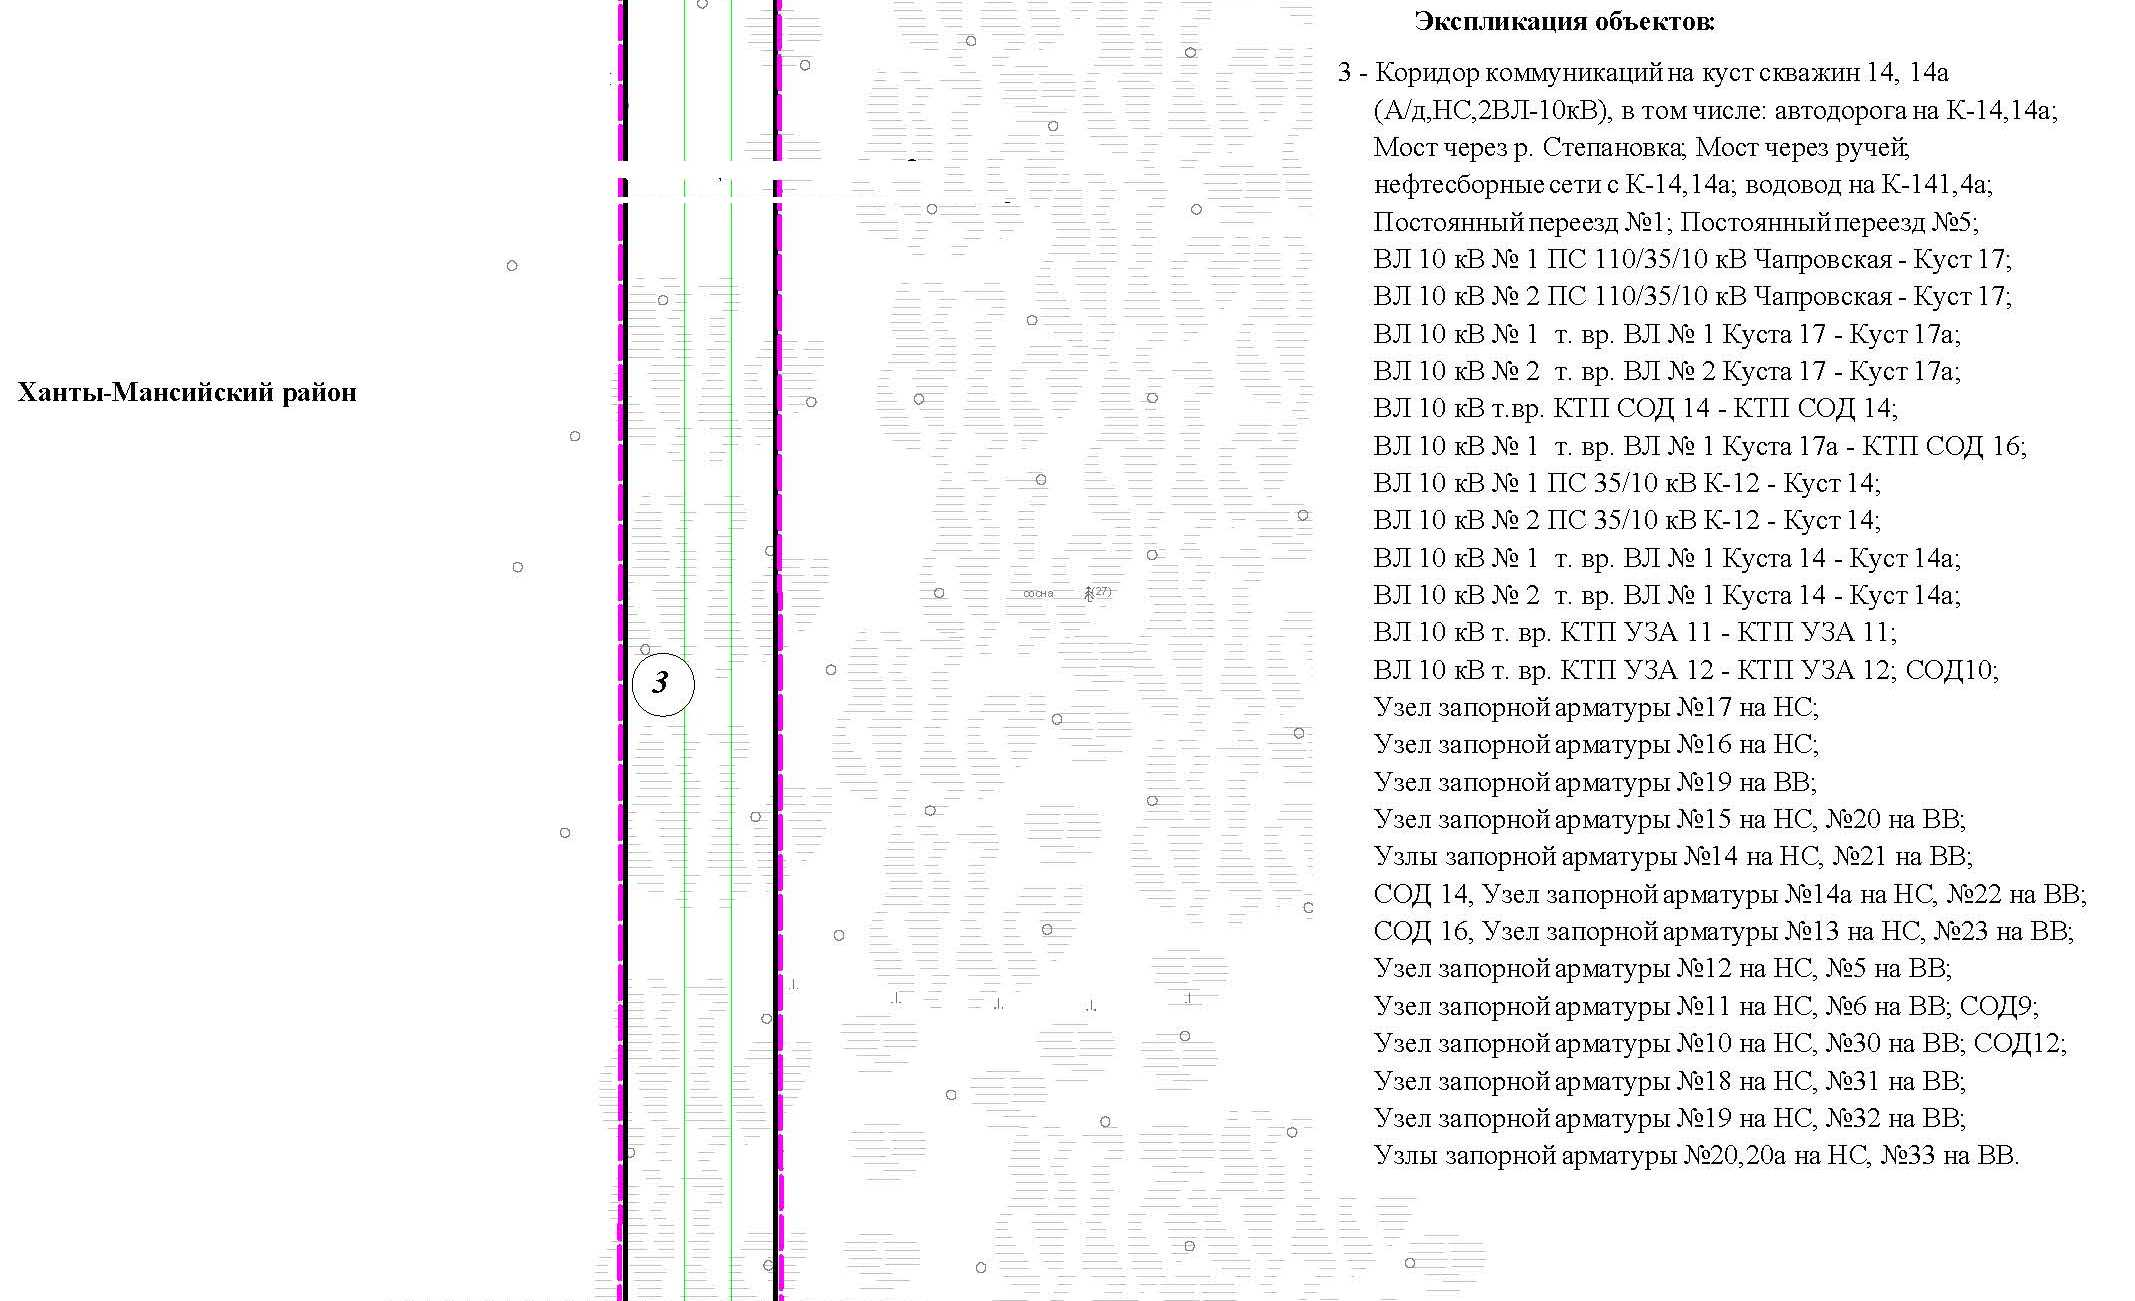 Экспликация объектов:
3 - Коридор коммуникаций на куст скважин 14, 14а
(А/д,НС,2ВЛ-10кВ), в том числе: автодорога на К-14,14а;
Мост через р. Степановка; Мост через ручей;
нефтесборные сети с К-14,14а; водовод на К-141,4а;
Постоянный переезд №1; Постоянный переезд №5;
ВЛ 10 кВ № 1 ПС 110/35/10 кВ Чапровская - Куст 17;
ВЛ 10 кВ № 2 ПС 110/35/10 кВ Чапровская - Куст 17;
ВЛ 10 кВ № 1 т. вр. ВЛ № 1 Куста 17 - Куст 17а;
ВЛ 10 кВ № 2 т. вр. ВЛ № 2 Куста 17 - Куст 17а;
Ханты-Мансийский район
ВЛ 10 кВ т.вр. КТП СОД 14 - КТП СОД 14;
ВЛ 10 кВ № 1 т. вр. ВЛ № 1 Куста 17а - КТП СОД 16;
ВЛ 10 кВ № 1 ПС 35/10 кВ К-12 - Куст 14;
ВЛ 10 кВ № 2 ПС 35/10 кВ К-12 - Куст 14;
ВЛ 10 кВ № 1 т. вр. ВЛ № 1 Куста 14 - Куст 14а;
ВЛ 10 кВ № 2 т. вр. ВЛ № 1 Куста 14 - Куст 14а;
сосна (27)
ВЛ 10 кВ т. вр. КТП УЗА 11 - КТП УЗА 11;
ВЛ 10 кВ т. вр. КТП УЗА 12 - КТП УЗА 12; СОД10;
3
Узел запорной арматуры №17 на НС;
Узел запорной арматуры №16 на НС;
Узел запорной арматуры №19 на ВВ;
Узел запорной арматуры №15 на НС, №20 на ВВ;
Узлы запорной арматуры №14 на НС, №21 на ВВ;
СОД 14, Узел запорной арматуры №14а на НС, №22 на ВВ;
СОД 16, Узел запорной арматуры №13 на НС, №23 на ВВ;
Узел запорной арматуры №12 на НС, №5 на ВВ;
Узел запорной арматуры №11 на НС, №6 на ВВ; СОД9;
Узел запорной арматуры №10 на НС, №30 на ВВ; СОД12;
Узел запорной арматуры №18 на НС, №31 на ВВ;
Узел запорной арматуры №19 на НС, №32 на ВВ;
Узлы запорной арматуры №20,20а на НС, №33 на ВВ.